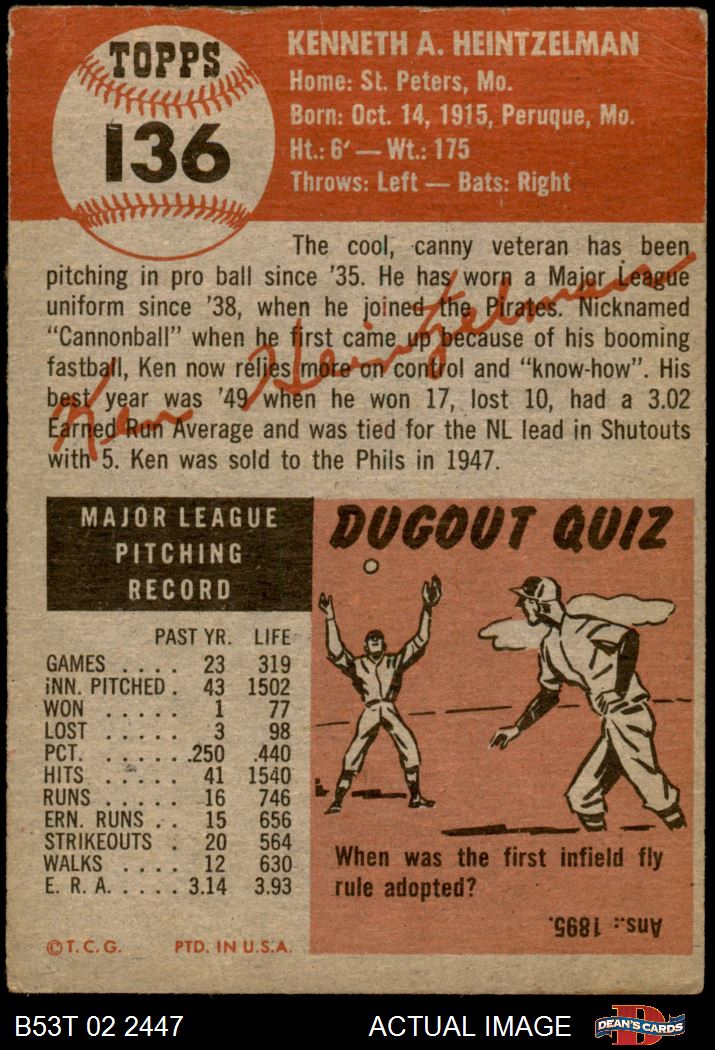 TOPPS
136
KENNETH A. HEINTZELMAN
Home: St. Peters, Mo.
Born: Oct. 14, 1915, Peruque, Mo.
Ht.: 6' — Wt.: 175
Throws: Left — Bats: Right
The cool, canny veteran has been
pitching in pro ball since '35. He has worn a Major League
uniform since '38, when he joined the Pirates. Nicknamed
"Cannonball" when he first came up because of his booming
fastball, Ken now relies more on control and "know-how". His
best year was '49 when he won 17, lost 10, had a 3.02
Earned Run Average and was tied for the NL lead in Shutouts
with 5. Ken was sold to the Phils in 1947.
Ken Heintzelman
MAJOR LEAGUE
PITCHING
RECORD
PAST YR. LIFE
GAMES . . . . 23 319
INN. PITCHED . 43 1502
WON . . . . . 1 77
LOST . . . . . 3 98
PCT. . . . . . .250 .440
HITS . . . . . 41 1540
RUNS . . . . . 16 746
ERN. RUNS . . 15 656
STRIKEOUTS . 20 564
WALKS . . . . 12 630
E. R. A. . . . . 3.14 3.93
©T. C. G. PTD. IN U.S.A.
DUGOUT QUIZ
When was the first infield fly
rule adopted?
Ans.: 1895.
B53T 02 2447
ACTUAL IMAGE
D
DEAN'S CARDS